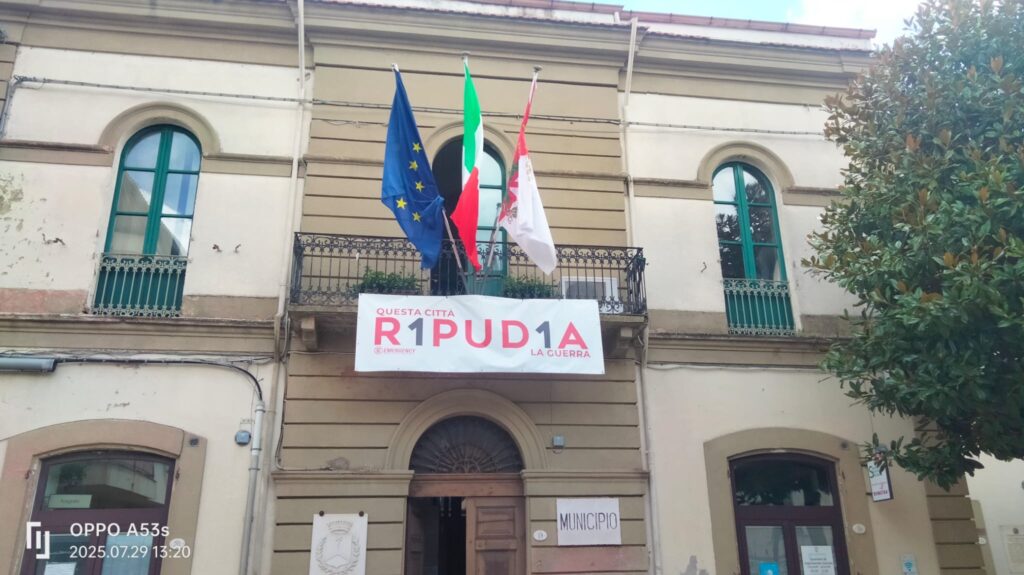 QUESTA CITTÀ
R1PUD1A
LA GUERRA
EMERGENCY
MUNICIPIO
OPPO A53s
2025.07.29 13:20